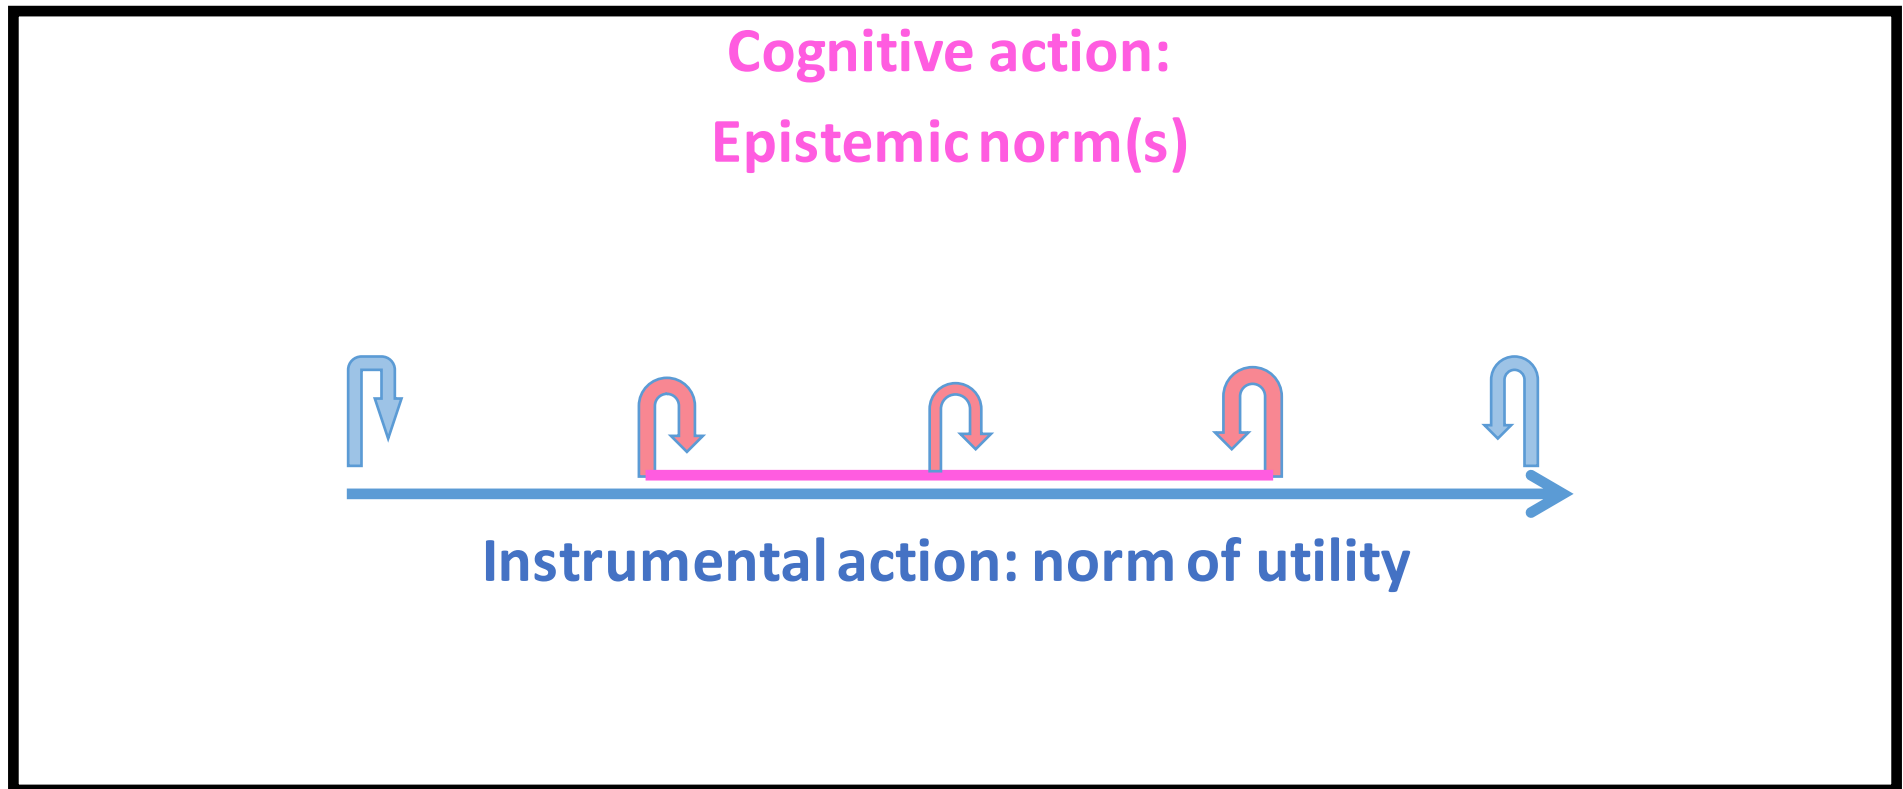 Cognitive action:
Epistemic norm(s)
Instrumental action: norm of utility